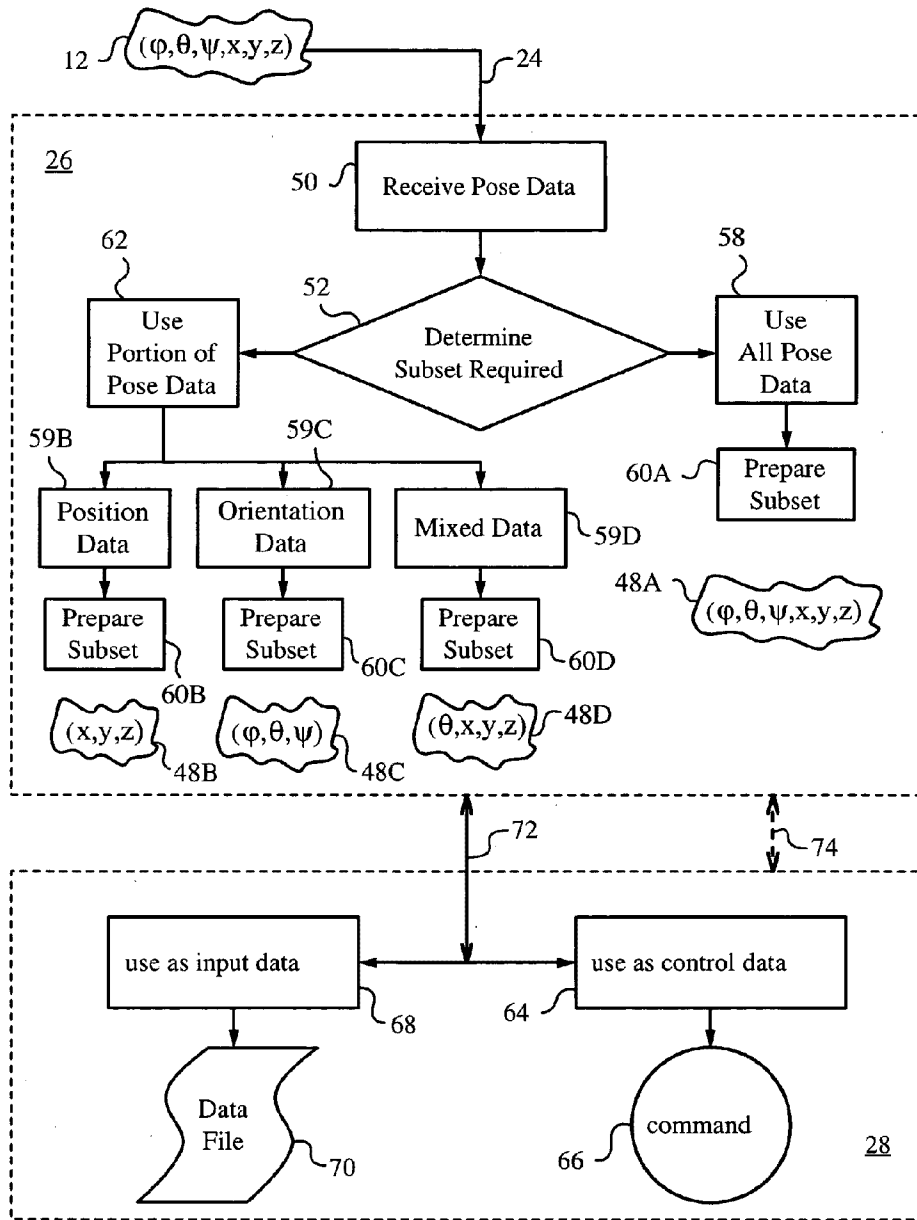 12
(φ,θ,ψ,x,y,z)
24
26
50
Receive Pose Data
62
52
58
Use
Portion of
Pose Data
Determine
Subset Required
Use
All Pose
Data
59B
59C
60A
Prepare
Subset
Position
Data
Orientation
Data
Mixed Data
59D
48A
(φ,θ,ψ,x,y,z)
Prepare
Subset
Prepare
Subset
Prepare
Subset
60B
60C
60D
(x,y,z)
48B
(φ,θ,ψ)
48C
(θ,x,y,z)
48D
72
74
use as input data
68
use as control data
64
Data
File
70
command
66
28